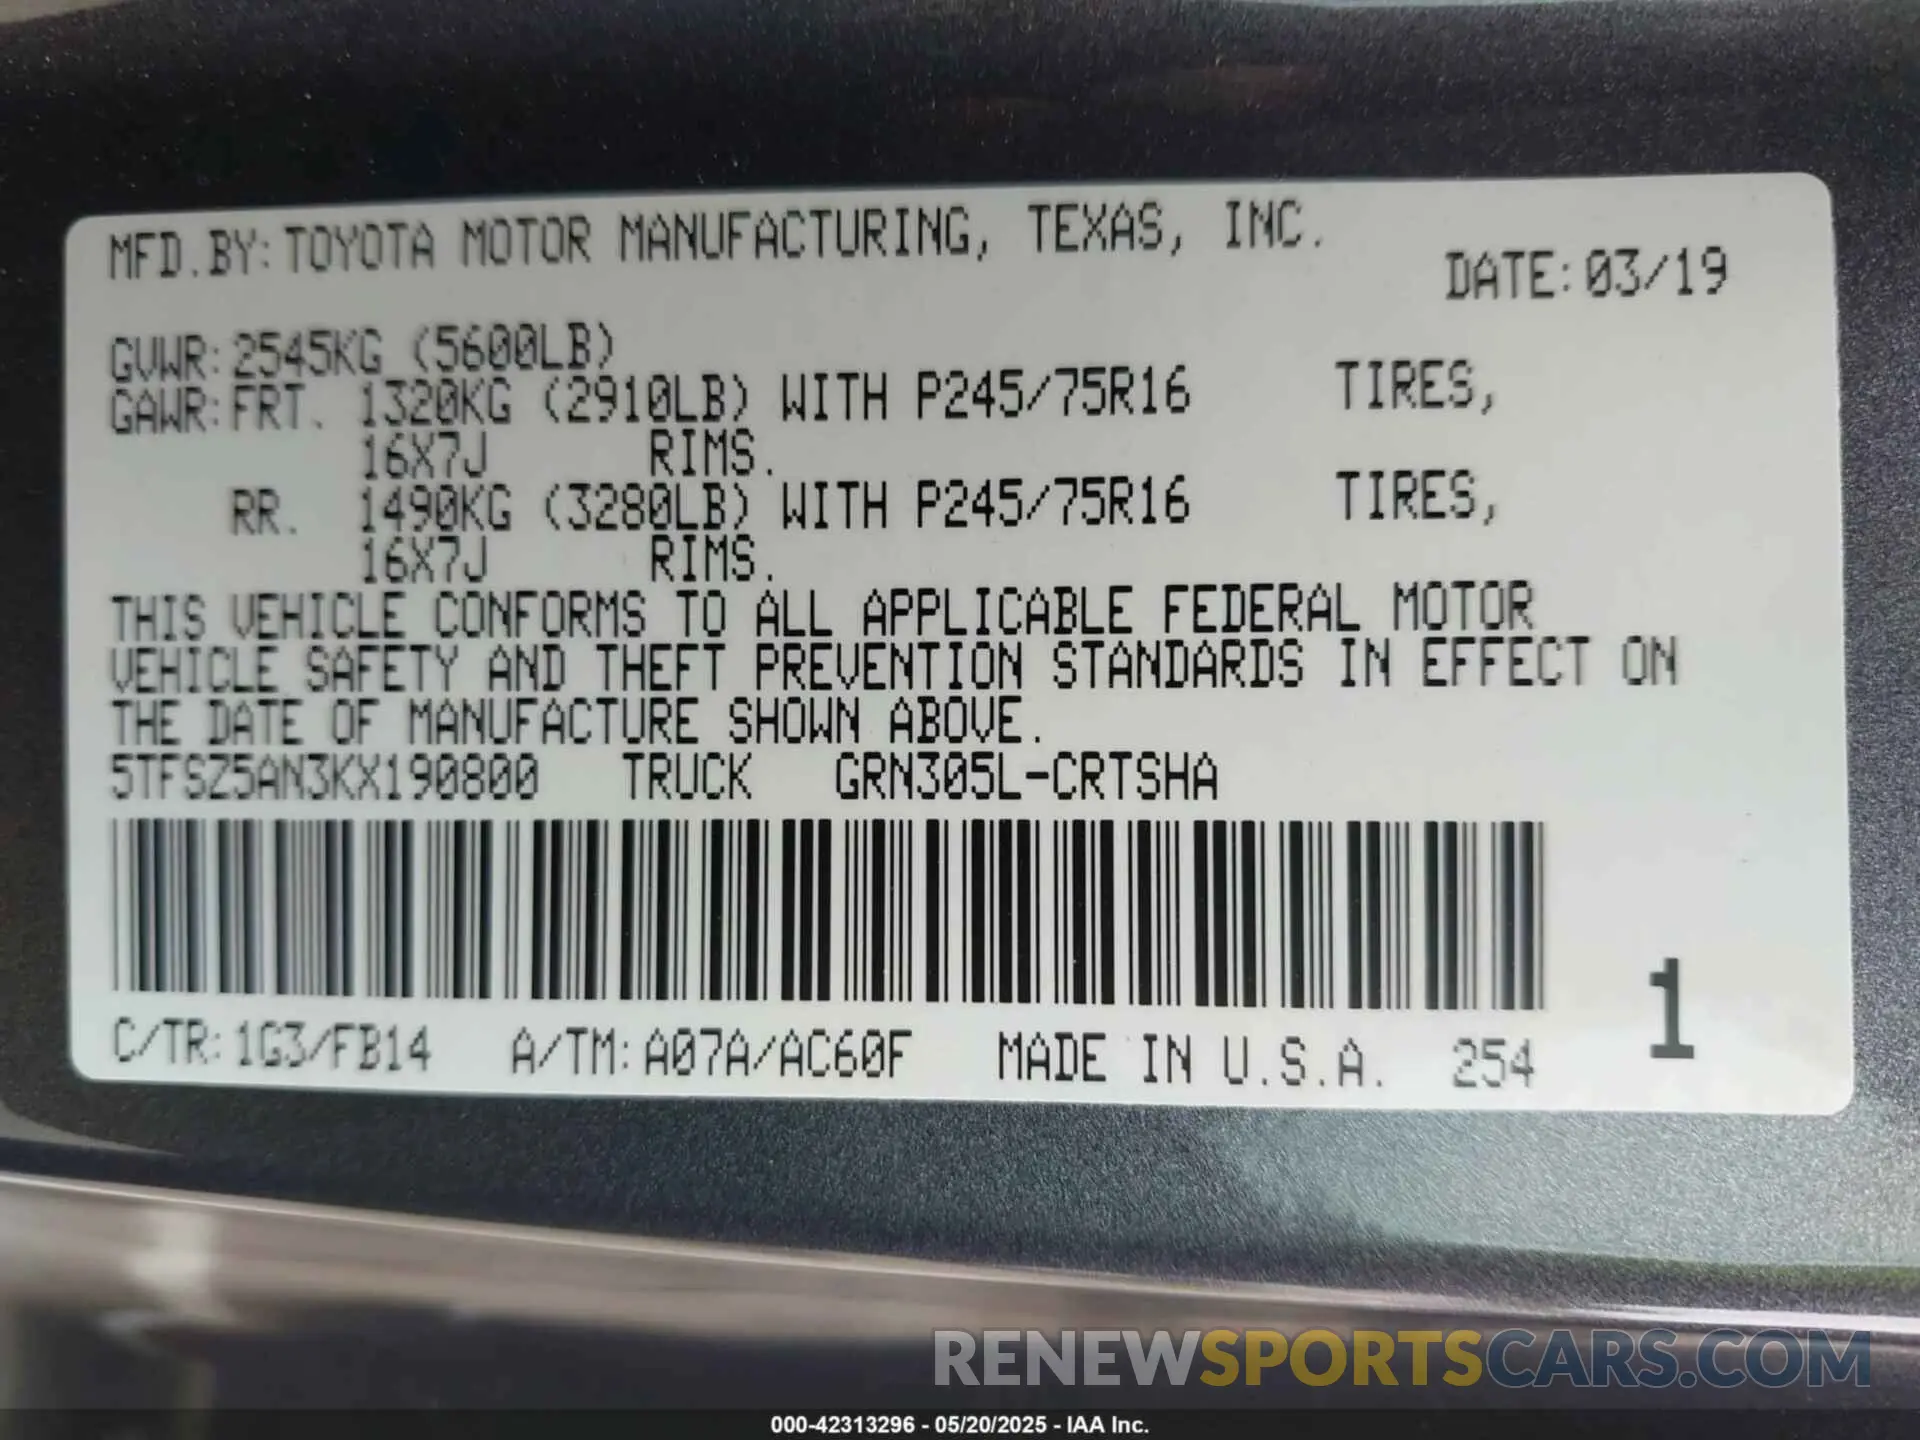 MFD.BY:TOYOTA MOTOR MANUFACTURING, TEXAS, INC.
DATE:03/19
GVWR:2545KG (5600LB)
GAWR:FRT. 1320KG (2910LB) WITH P245/75R16 TIRES,
16X7J RIMS.
RR. 1490KG (3280LB) WITH P245/75R16 TIRES,
16X7J RIMS.
THIS VEHICLE CONFORMS TO ALL APPLICABLE FEDERAL MOTOR
VEHICLE SAFETY AND THEFT PREVENTION STANDARDS IN EFFECT ON
THE DATE OF MANUFACTURE SHOWN ABOVE.
5TFSZ5AN3KX190800 TRUCK GRN305L-CRTSHA
C/TR:1G3/FB14 A/TM:A07A/AC60F MADE IN U.S.A. 254
1
RENEWSPORTSCARS.COM
000-42313296 - 05/20/2025 - IAA Inc.